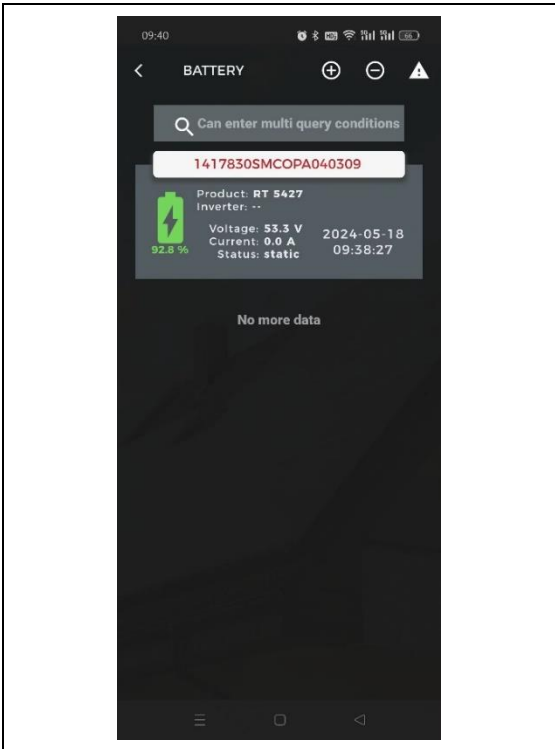 09:40
66
BATTERY
Can enter multi query conditions
1417830SMCOPA040309
Product: RT 5427
Inverter: --
Voltage: 53.3 V
Current: 0.0 A
Status: static
92.8 %
2024-05-18
09:38:27
No more data